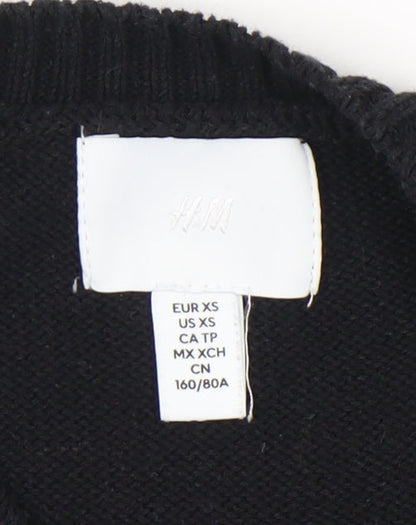 H&M
EUR XS
US XS
CA TP
MX XCH
CN
160/80A